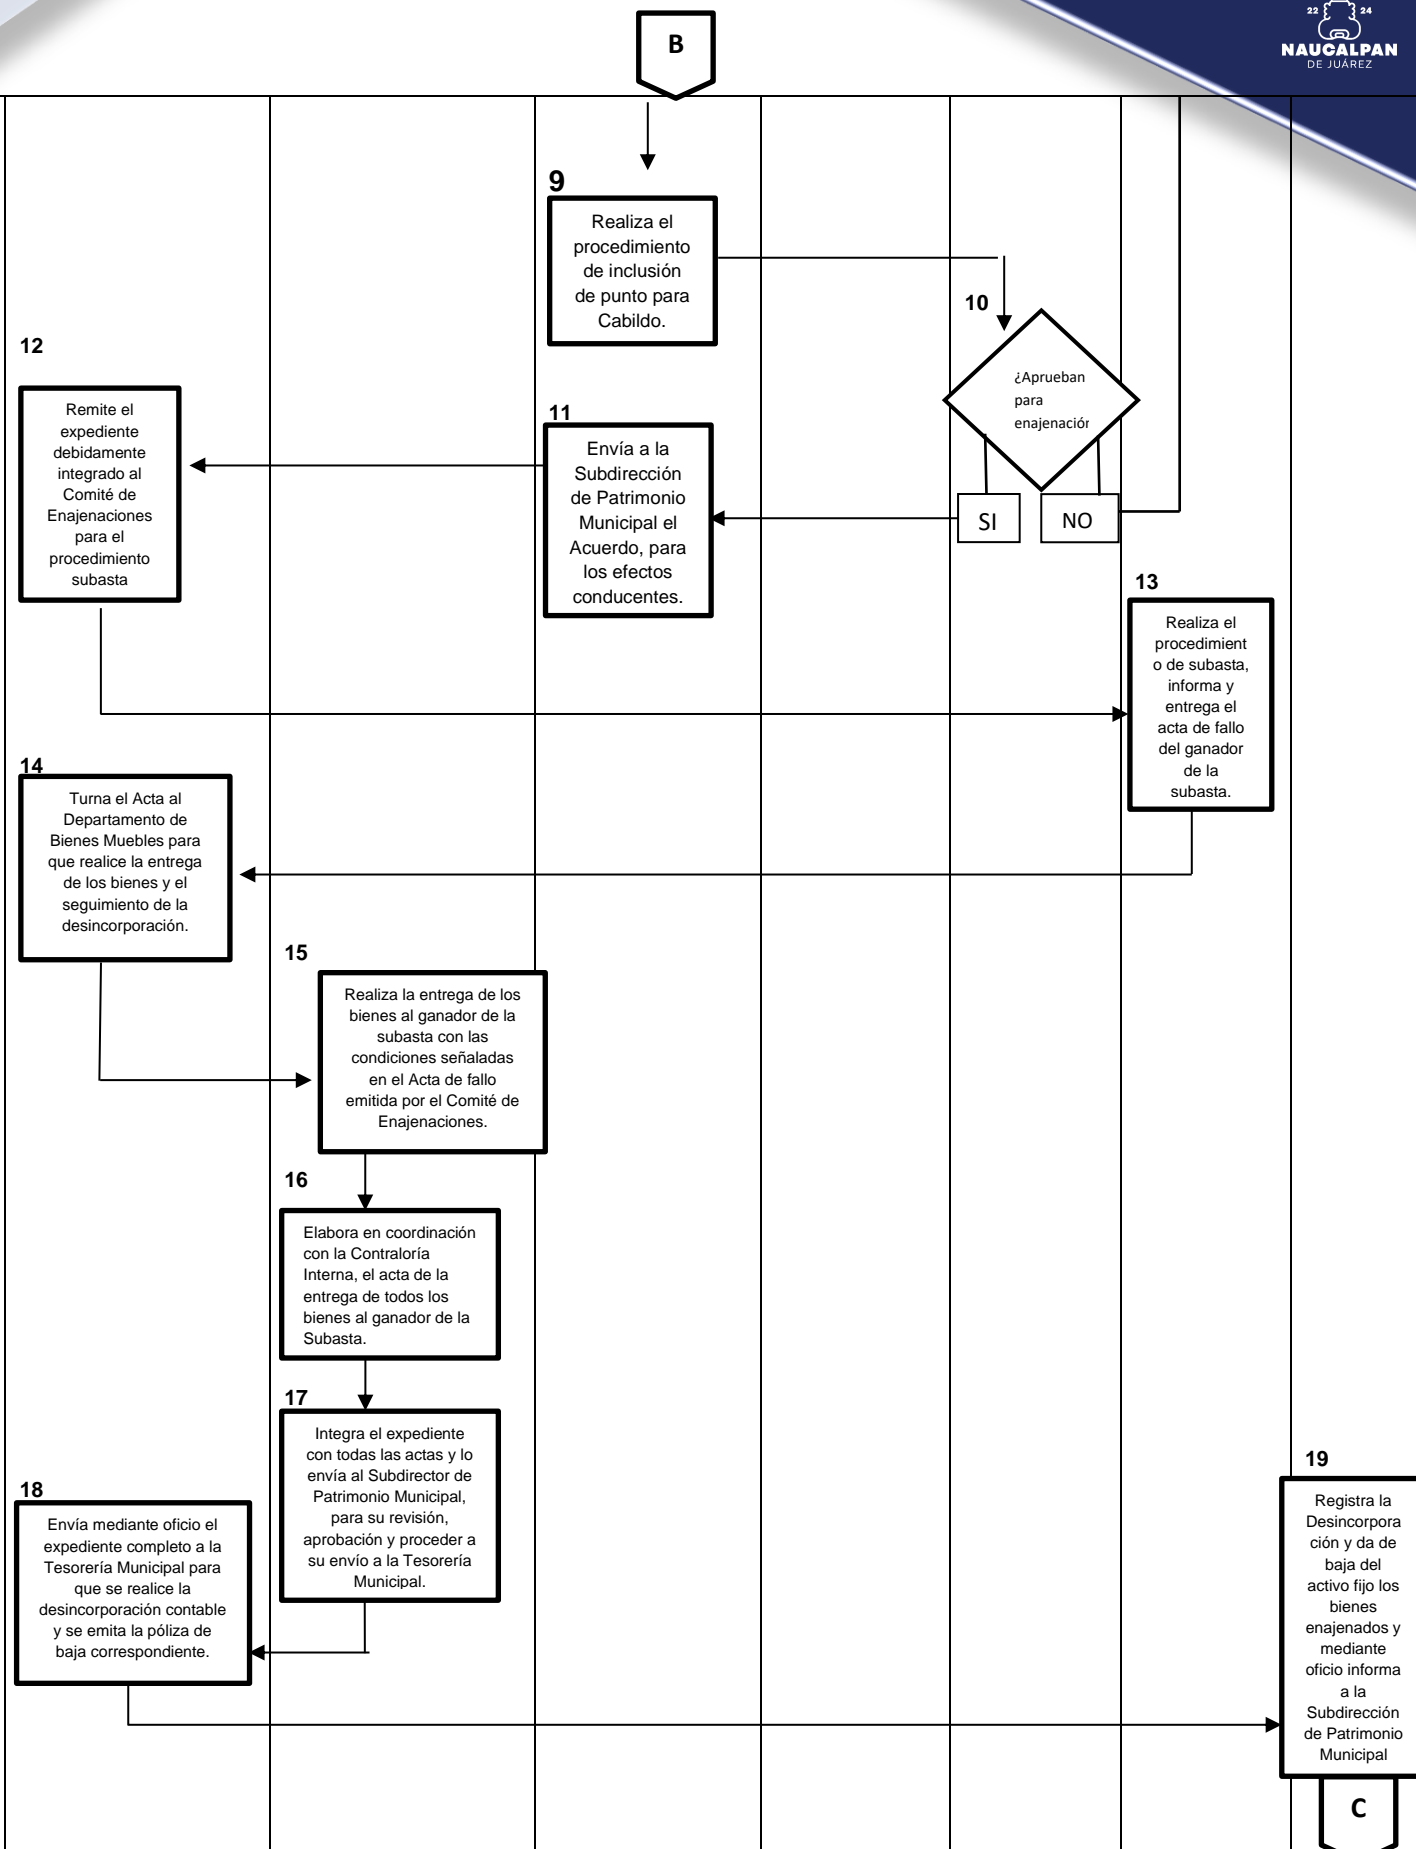 22 24
NAUCALPAN
DE JUÁREZ
B
9
Realiza el
procedimiento
de inclusión
de punto para
Cabildo.
10
¿Aprueban
para
enajenación
SI
NO
11
Envía a la
Subdirección
de Patrimonio
Municipal el
Acuerdo, para
los efectos
conducentes.
12
Remite el
expediente
debidamente
integrado al
Comité de
Enajenaciones
para el
procedimiento
subasta
13
Realiza el
procedimient
o de subasta,
informa y
entrega el
acta de fallo
del ganador
de la
subasta.
14
Turna el Acta al
Departamento de
Bienes Muebles para
que realice la entrega
de los bienes y el
seguimiento de la
desincorporación.
15
Realiza la entrega de los
bienes al ganador de la
subasta con las
condiciones señaladas
en el Acta de fallo
emitida por el Comité de
Enajenaciones.
16
Elabora en coordinación
con la Contraloría
Interna, el acta de la
entrega de todos los
bienes al ganador de la
Subasta.
17
Integra el expediente
con todas las actas y lo
envía al Subdirector de
Patrimonio Municipal,
para su revisión,
aprobación y proceder a
su envío a la Tesorería
Municipal.
18
Envía mediante oficio el
expediente completo a la
Tesorería Municipal para
que se realice la
desincorporación contable
y se emita la póliza de
baja correspondiente.
19
Registra la
Desincorpora
ción y da de
baja del
activo fijo los
bienes
enajenados y
mediante
oficio informa
a la
Subdirección
de Patrimonio
Municipal
C